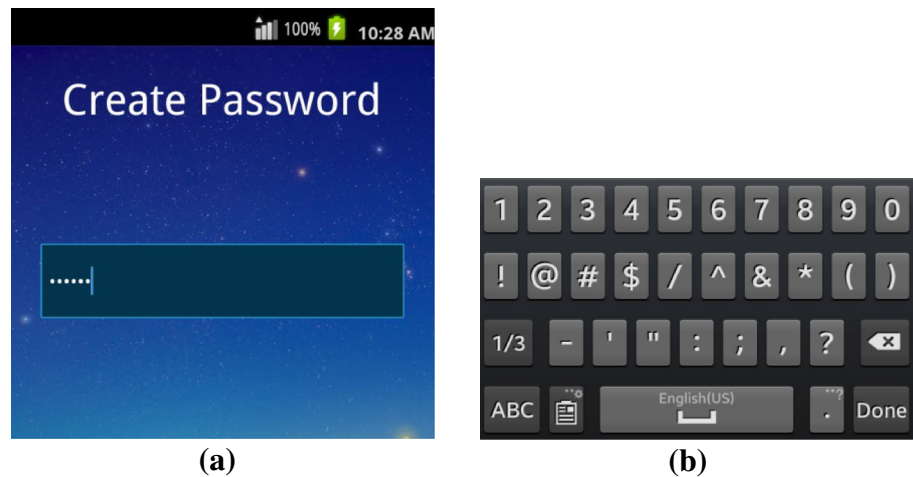 100% 10:28 AM
Create Password
••••••
1 2 3 4 5 6 7 8 9 0
! @ # $ / ^ & * ( )
1/3 - ' " : ; , ?
ABC English(US) . Done
(a) (b)